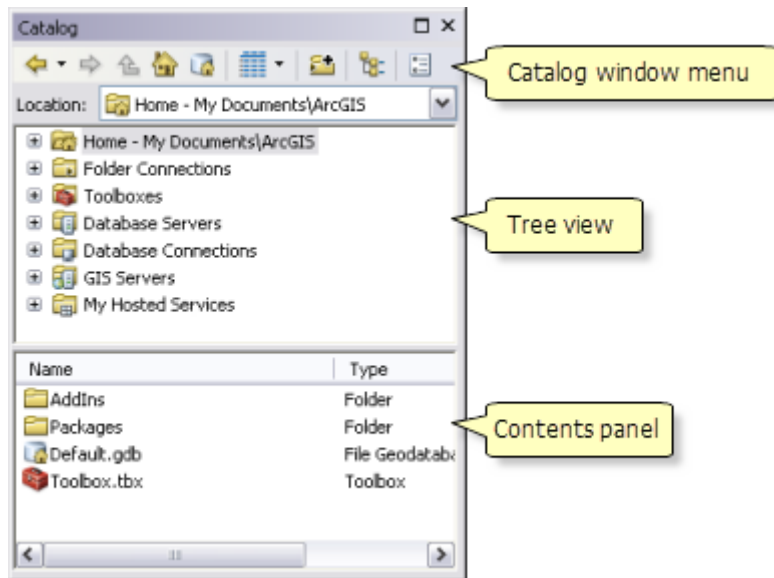 Catalog
Catalog window menu
Location: Home - My Documents\ArcGIS
Home - My Documents\ArcGIS
Folder Connections
Toolboxes
Database Servers
Tree view
Database Connections
GIS Servers
My Hosted Services
Name Type
AddIns Folder
Packages Folder
Contents panel
Default.gdb File Geodataba
Toolbox.tbx Toolbox